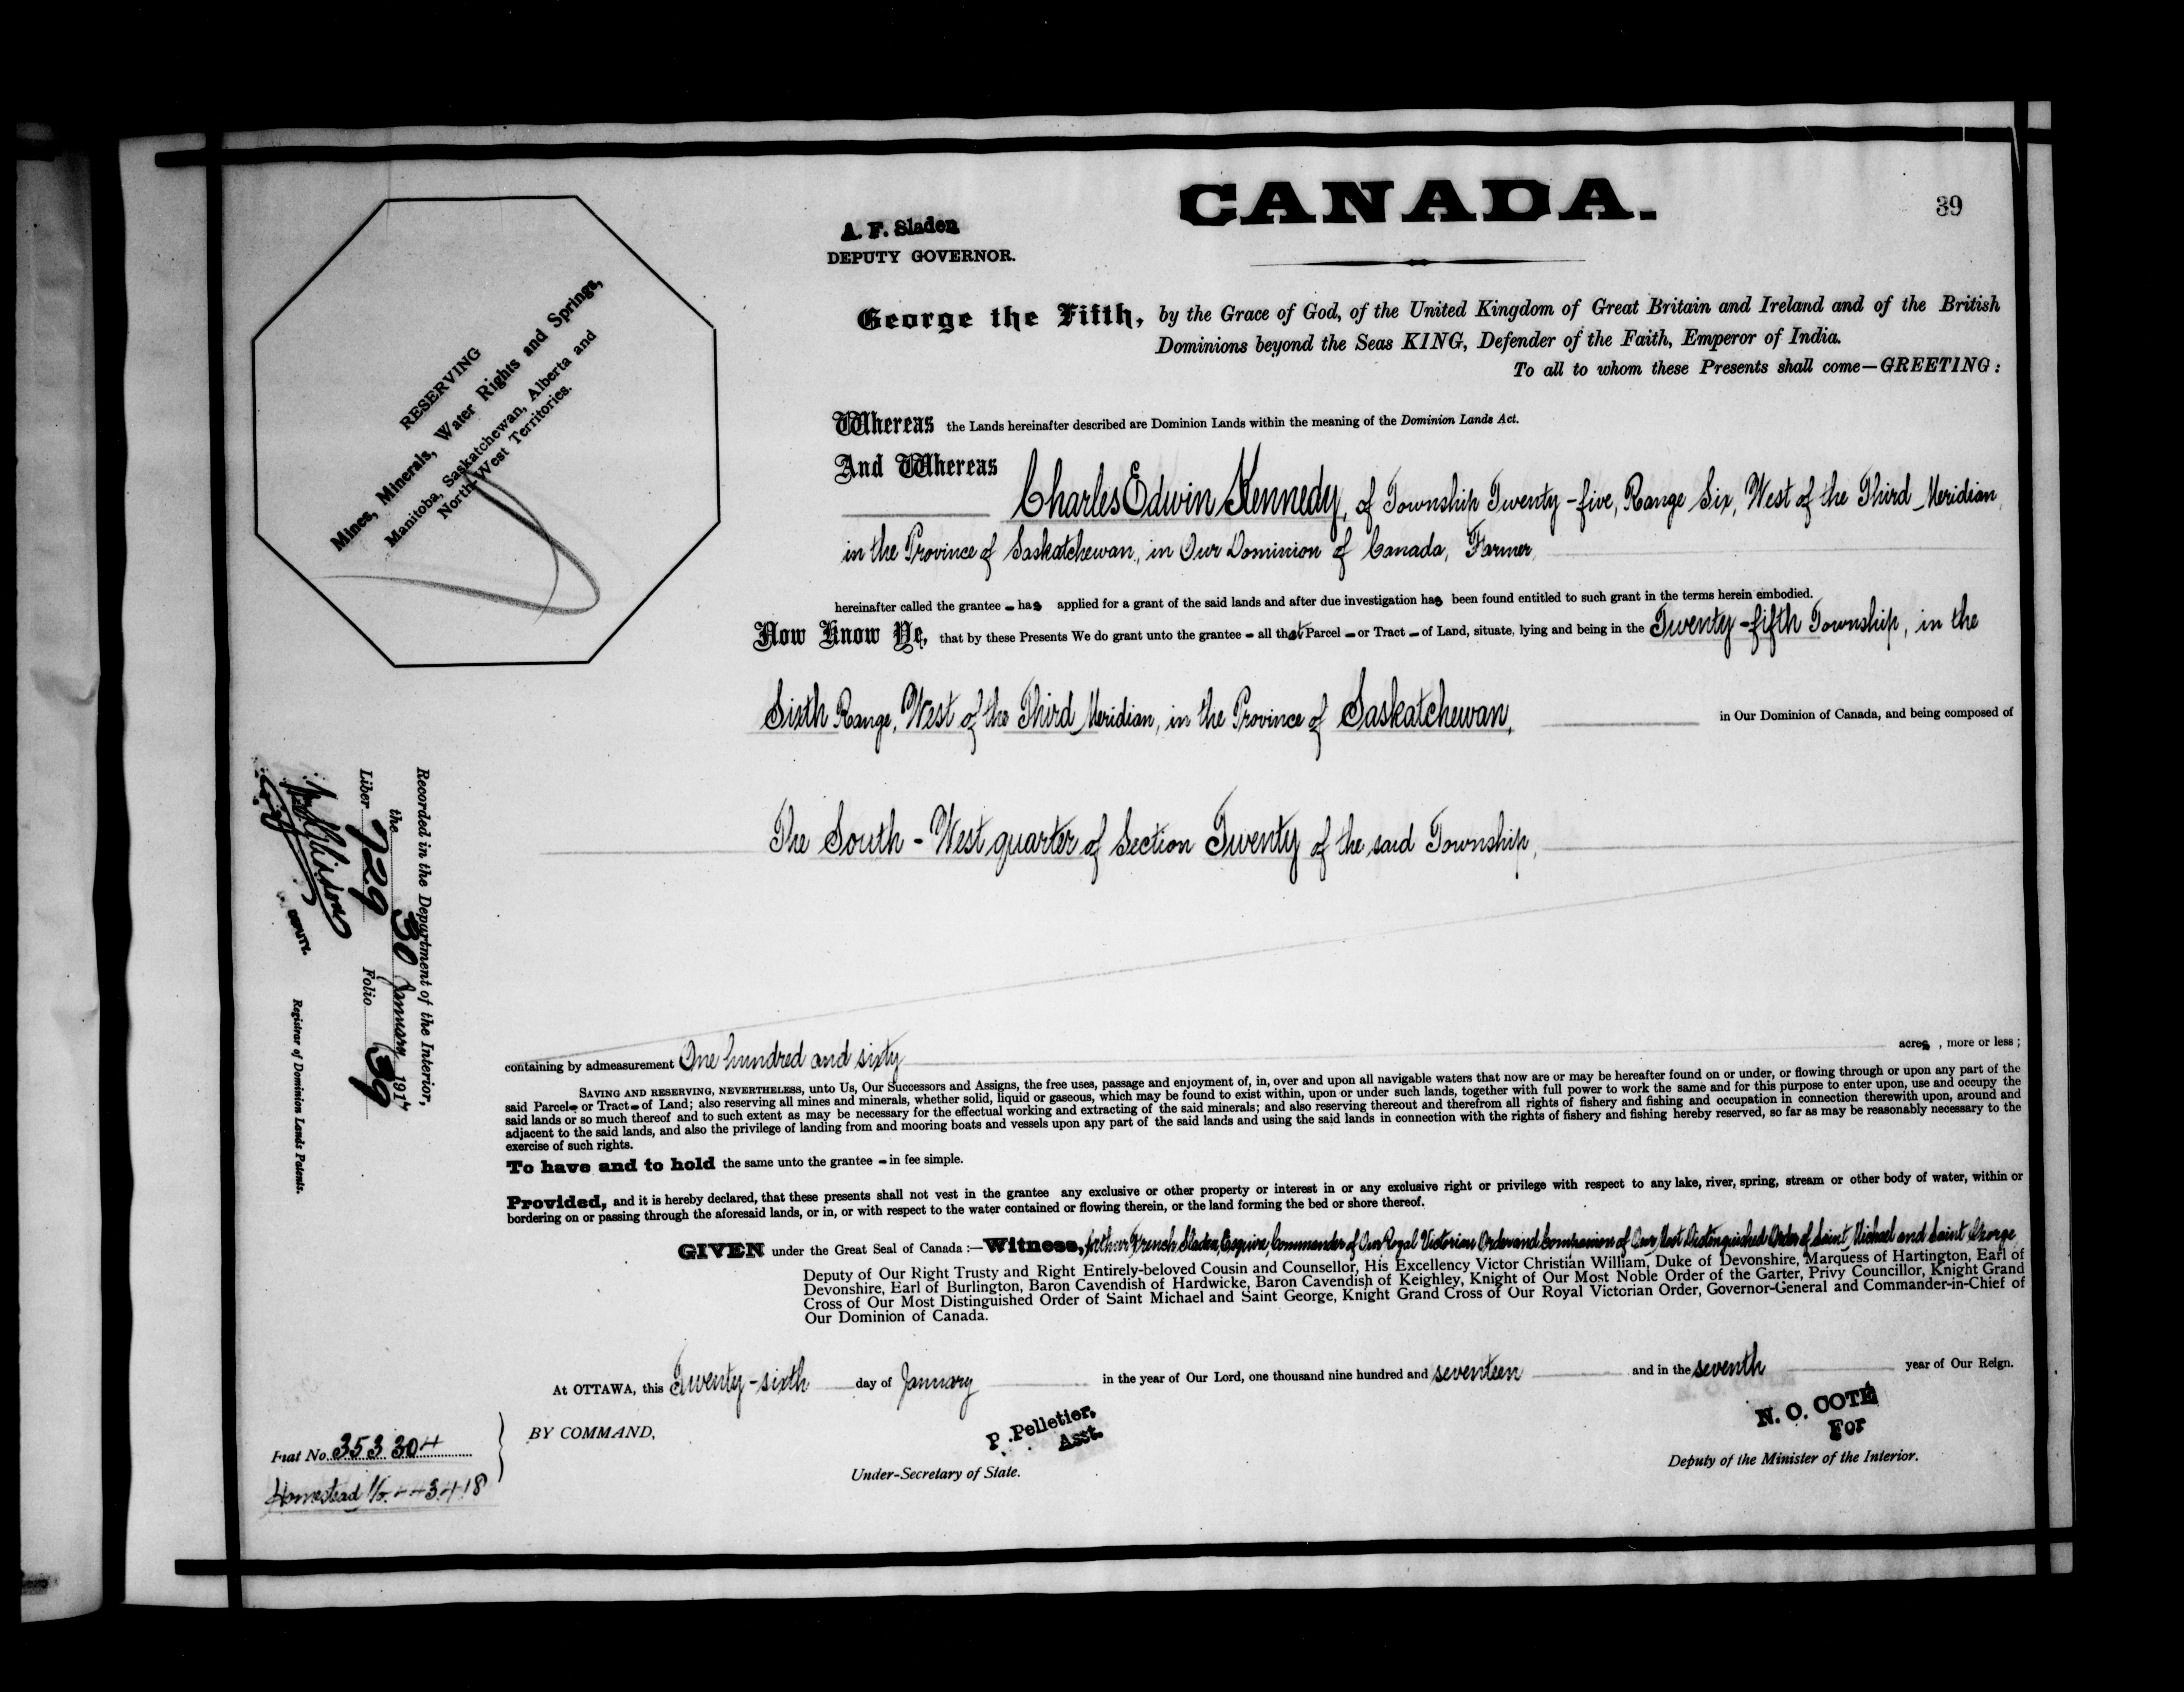 CANADA.
39
A. F. Sladen
DEPUTY GOVERNOR.
George the Fifth, by the Grace of God, of the United Kingdom of Great Britain and Ireland and of the British
Dominions beyond the Seas KING, Defender of the Faith, Emperor of India.
To all to whom these Presents shall come—GREETING:
RESERVING
Mines, Minerals, Water Rights and Springs,
Manitoba, Saskatchewan, Alberta and
North West Territories.
Whereas the Lands hereinafter described are Dominion Lands within the meaning of the Dominion Lands Act.
And Whereas
Charles Edwin Kennedy, of Township Twenty-five, Range Six, West of the Third Meridian,
in the Province of Saskatchewan, in Our Dominion of Canada, Farmer,
hereinafter called the grantee - has applied for a grant of the said lands and after due investigation has been found entitled to such grant in the terms herein embodied.
Now Know Ye, that by these Presents We do grant unto the grantee - all that Parcel - or Tract - of Land, situate, lying and being in the Twenty-fifth Township, in the
Sixth Range, West of the Third Meridian, in the Province of Saskatchewan, in Our Dominion of Canada, and being composed of
The South-West quarter of Section Twenty of the said Township,
Recorded in the Department of the Interior,
the 30 January 1917
Liber 729 Folio 39
DEPUTY
Registrar of Dominion Lands Patents.
containing by admeasurement One hundred and sixty acres, more or less;
SAVING AND RESERVING, NEVERTHELESS, unto Us, Our Successors and Assigns, the free uses, passage and enjoyment of, in, over and upon all navigable waters that now are or may be hereafter found on or under, or flowing through or upon any part of the
said Parcel- or Tract- of Land; also reserving all mines and minerals, whether solid, liquid or gaseous, which may be found to exist within, upon or under such lands, together with full power to work the same and for this purpose to enter upon, use and occupy the
said lands or so much thereof and to such extent as may be necessary for the effectual working and extracting of the said minerals; and also reserving thereout and therefrom all rights of fishery and fishing and occupation in connection therewith upon, around and
adjacent to the said lands, and also the privilege of landing from and mooring boats and vessels upon any part of the said lands and using the said lands in connection with the rights of fishery and fishing hereby reserved, so far as may be reasonably necessary to the
exercise of such rights.
To have and to hold the same unto the grantee - in fee simple.
Provided, and it is hereby declared, that these presents shall not vest in the grantee any exclusive or other property or interest in or any exclusive right or privilege with respect to any lake, river, spring, stream or other body of water, within or
bordering on or passing through the aforesaid lands, or in, or with respect to the water contained or flowing therein, or the land forming the bed or shore thereof.
GIVEN under the Great Seal of Canada :—Witness, Arthur French Sladen, Esquire, Commander of Our Royal Victorian Order and Companion of Our Most Distinguished Order of Saint Michael and Saint George
Deputy of Our Right Trusty and Right Entirely-beloved Cousin and Counsellor, His Excellency Victor Christian William, Duke of Devonshire, Marquess of Hartington, Earl of
Devonshire, Earl of Burlington, Baron Cavendish of Hardwicke, Baron Cavendish of Keighley, Knight of Our Most Noble Order of the Garter, Privy Councillor, Knight Grand
Cross of Our Most Distinguished Order of Saint Michael and Saint George, Knight Grand Cross of Our Royal Victorian Order, Governor-General and Commander-in-Chief of
Our Dominion of Canada.
At OTTAWA, this Twenty-sixth day of January in the year of Our Lord, one thousand nine hundred and seventeen and in the seventh year of Our Reign.
BY COMMAND,
P. Pelletier,
Asst.
Under-Secretary of State.
N. O. COTE
For
Deputy of the Minister of the Interior.
Fiat No. 353304
Homestead